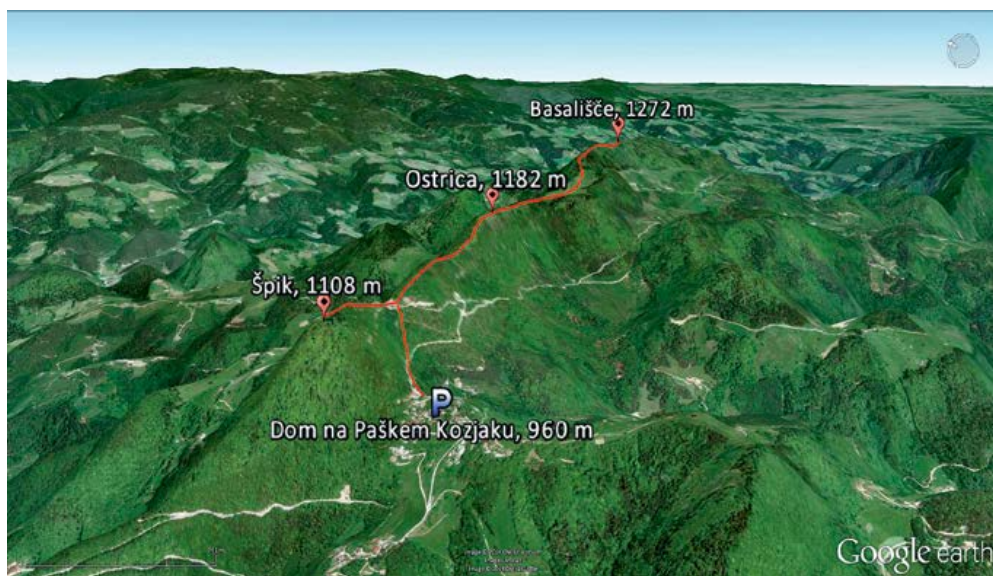 Basališče, 1272 m
Ostrica, 1182 m
Špik, 1108 m
P
Dom na Paškem Kozjaku, 960 m
Google earth